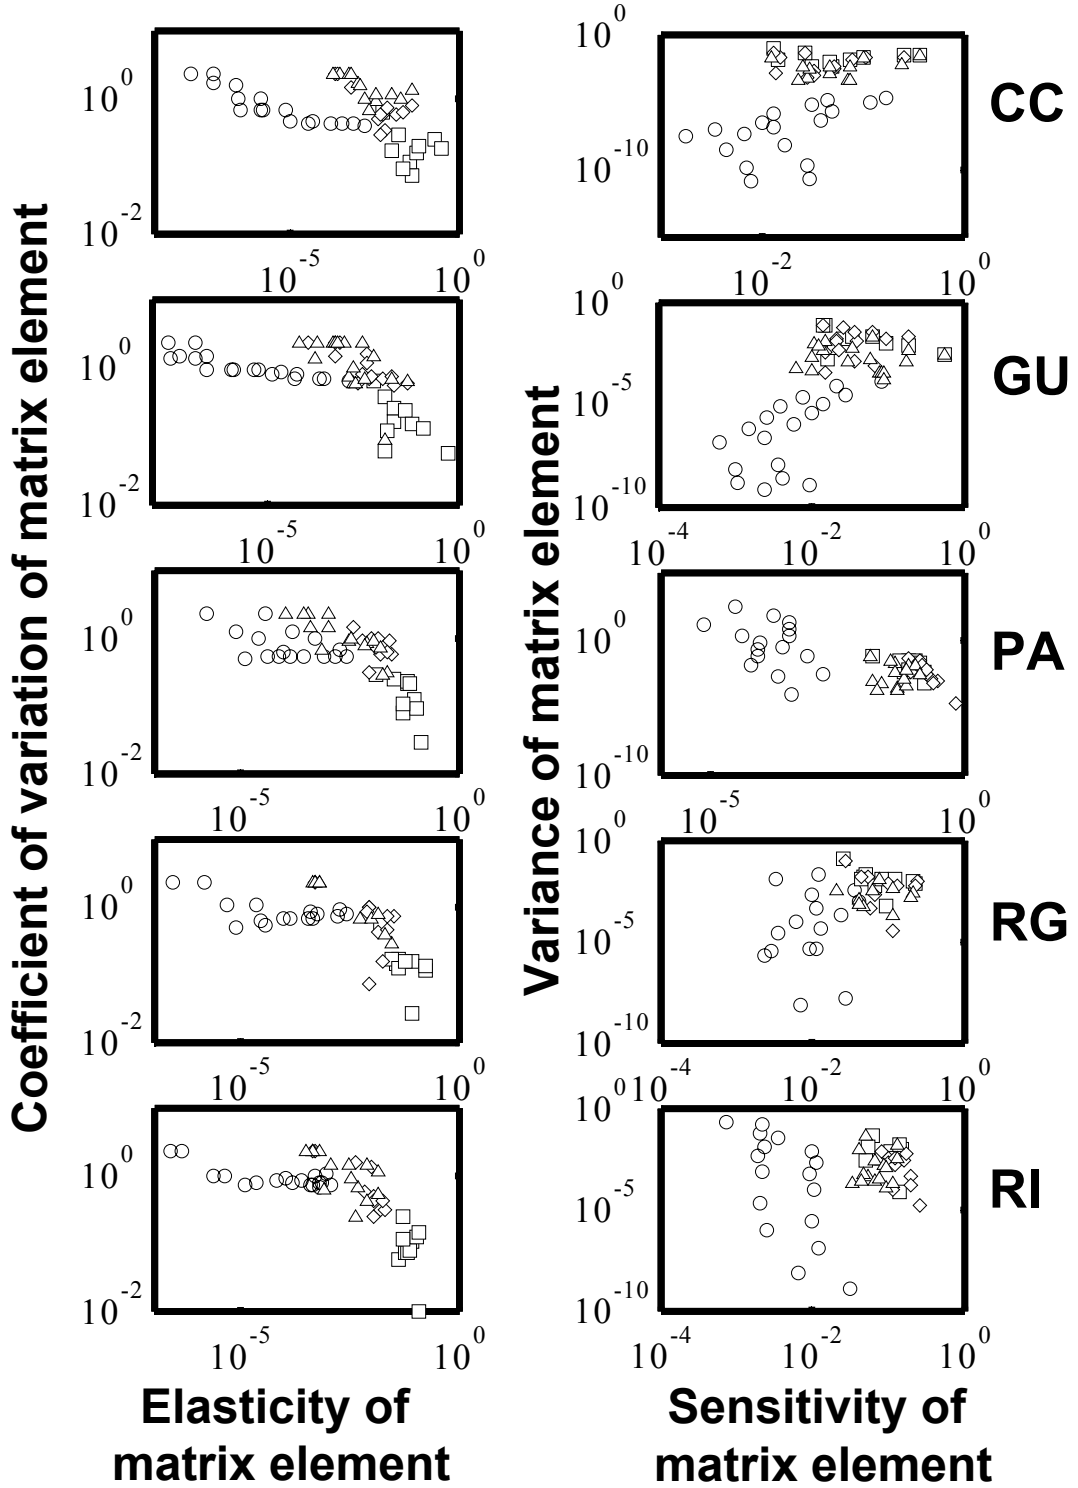 Coefficient of variation of matrix element
10^0
10^-2
10^-5 10^0
10^0
10^-2
10^-5 10^0
10^0
10^-2
10^-5 10^0
10^0
10^-2
10^-5 10^0
10^0
10^-2
10^-5 10^0
Elasticity of
matrix element
Variance of matrix element
10^0
10^-10
10^-2 10^0
CC
10^0
10^-5
10^-10
10^-4 10^-2 10^0
GU
10^0
10^-10
10^-5 10^0
PA
10^0
10^-5
10^-10
10^-4 10^-2 10^0
RG
10^0
10^-5
10^-10
10^-4 10^-2 10^0
RI
Sensitivity of
matrix element